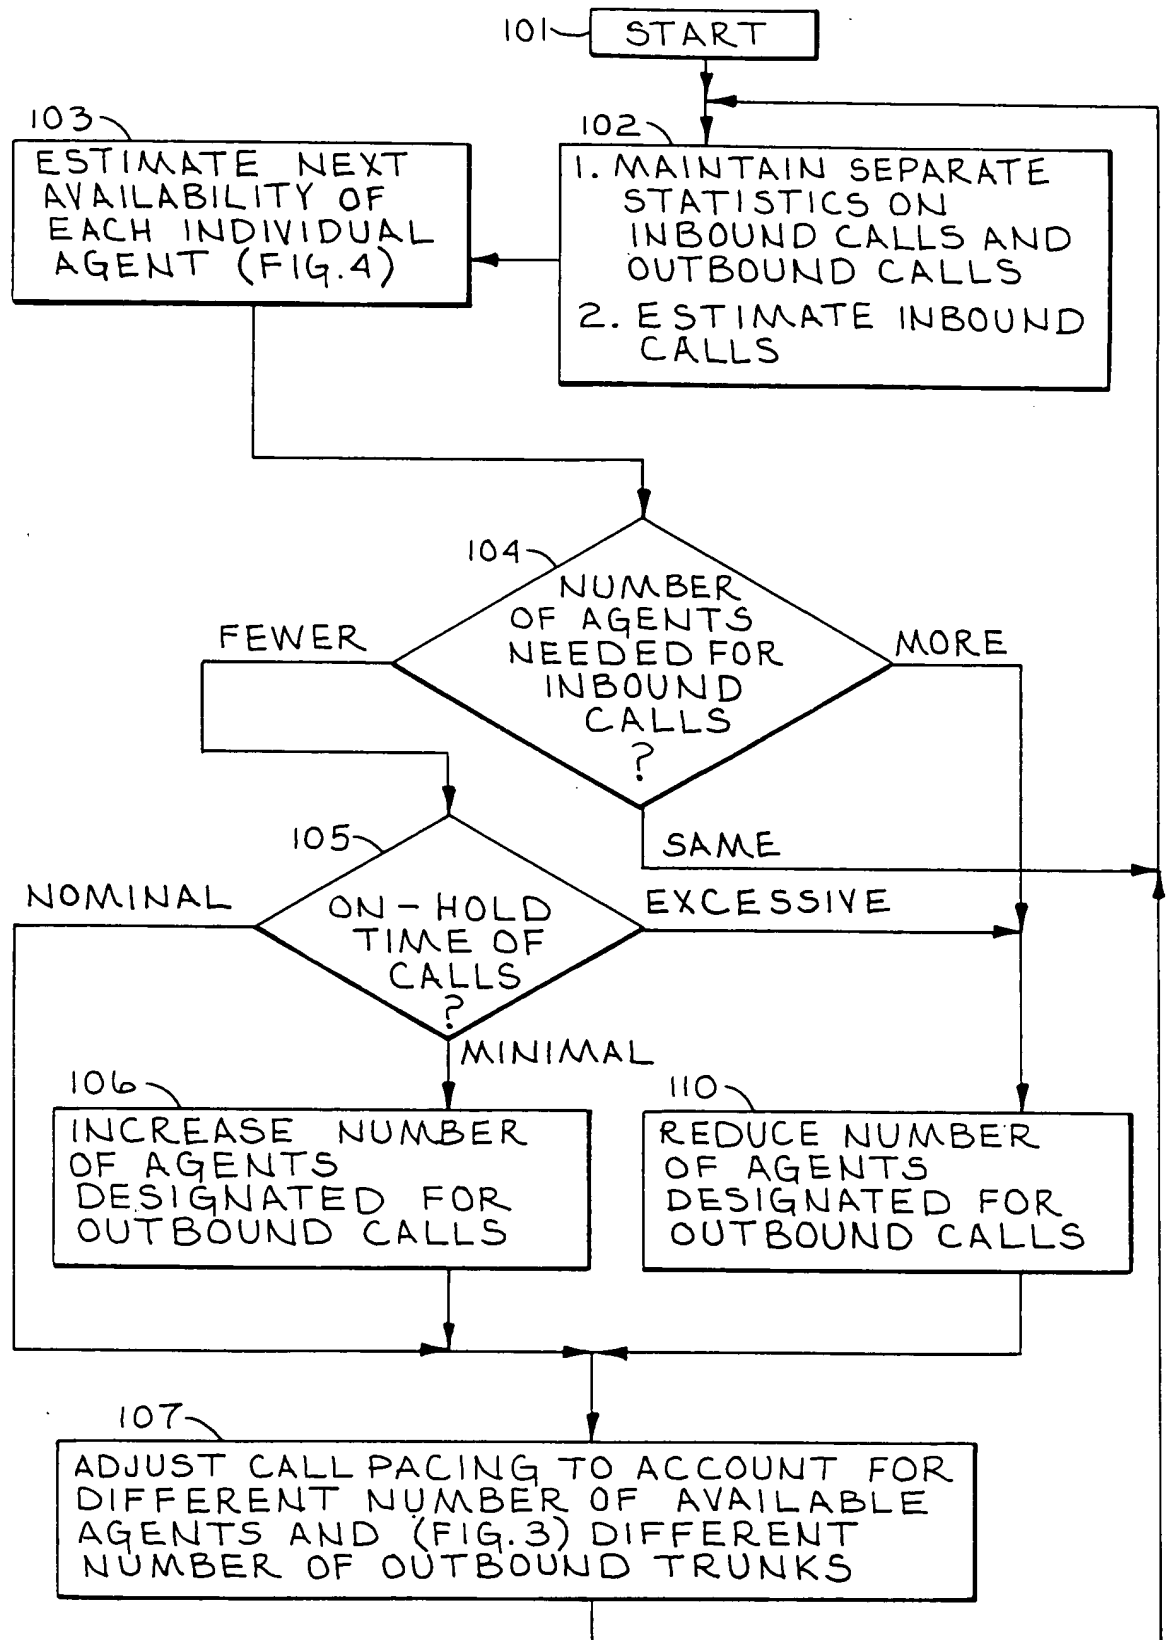 101
START
103
102
ESTIMATE NEXT
AVAILABILITY OF
EACH INDIVIDUAL
AGENT (FIG.4)
1. MAINTAIN SEPARATE
STATISTICS ON
INBOUND CALLS AND
OUTBOUND CALLS
2. ESTIMATE INBOUND
CALLS
104
NUMBER
OF AGENTS
NEEDED FOR
INBOUND
CALLS
?
FEWER
MORE
SAME
105
NOMINAL
ON-HOLD
TIME OF
CALLS
?
EXCESSIVE
MINIMAL
106
INCREASE NUMBER
OF AGENTS
DESIGNATED FOR
OUTBOUND CALLS
110
REDUCE NUMBER
OF AGENTS
DESIGNATED FOR
OUTBOUND CALLS
107
ADJUST CALL PACING TO ACCOUNT FOR
DIFFERENT NUMBER OF AVAILABLE
AGENTS AND (FIG.3) DIFFERENT
NUMBER OF OUTBOUND TRUNKS